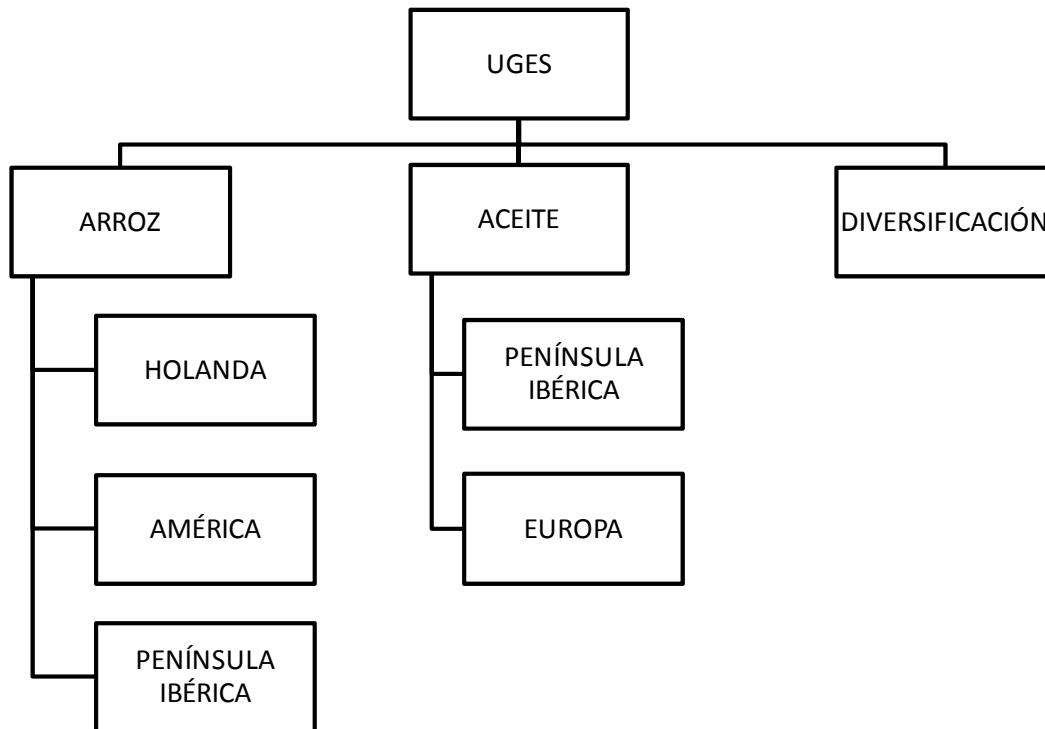 UGES
ARROZ
ACEITE
DIVERSIFICACIÓN
HOLANDA
AMÉRICA
PENÍNSULA
IBÉRICA
PENÍNSULA
IBÉRICA
EUROPA